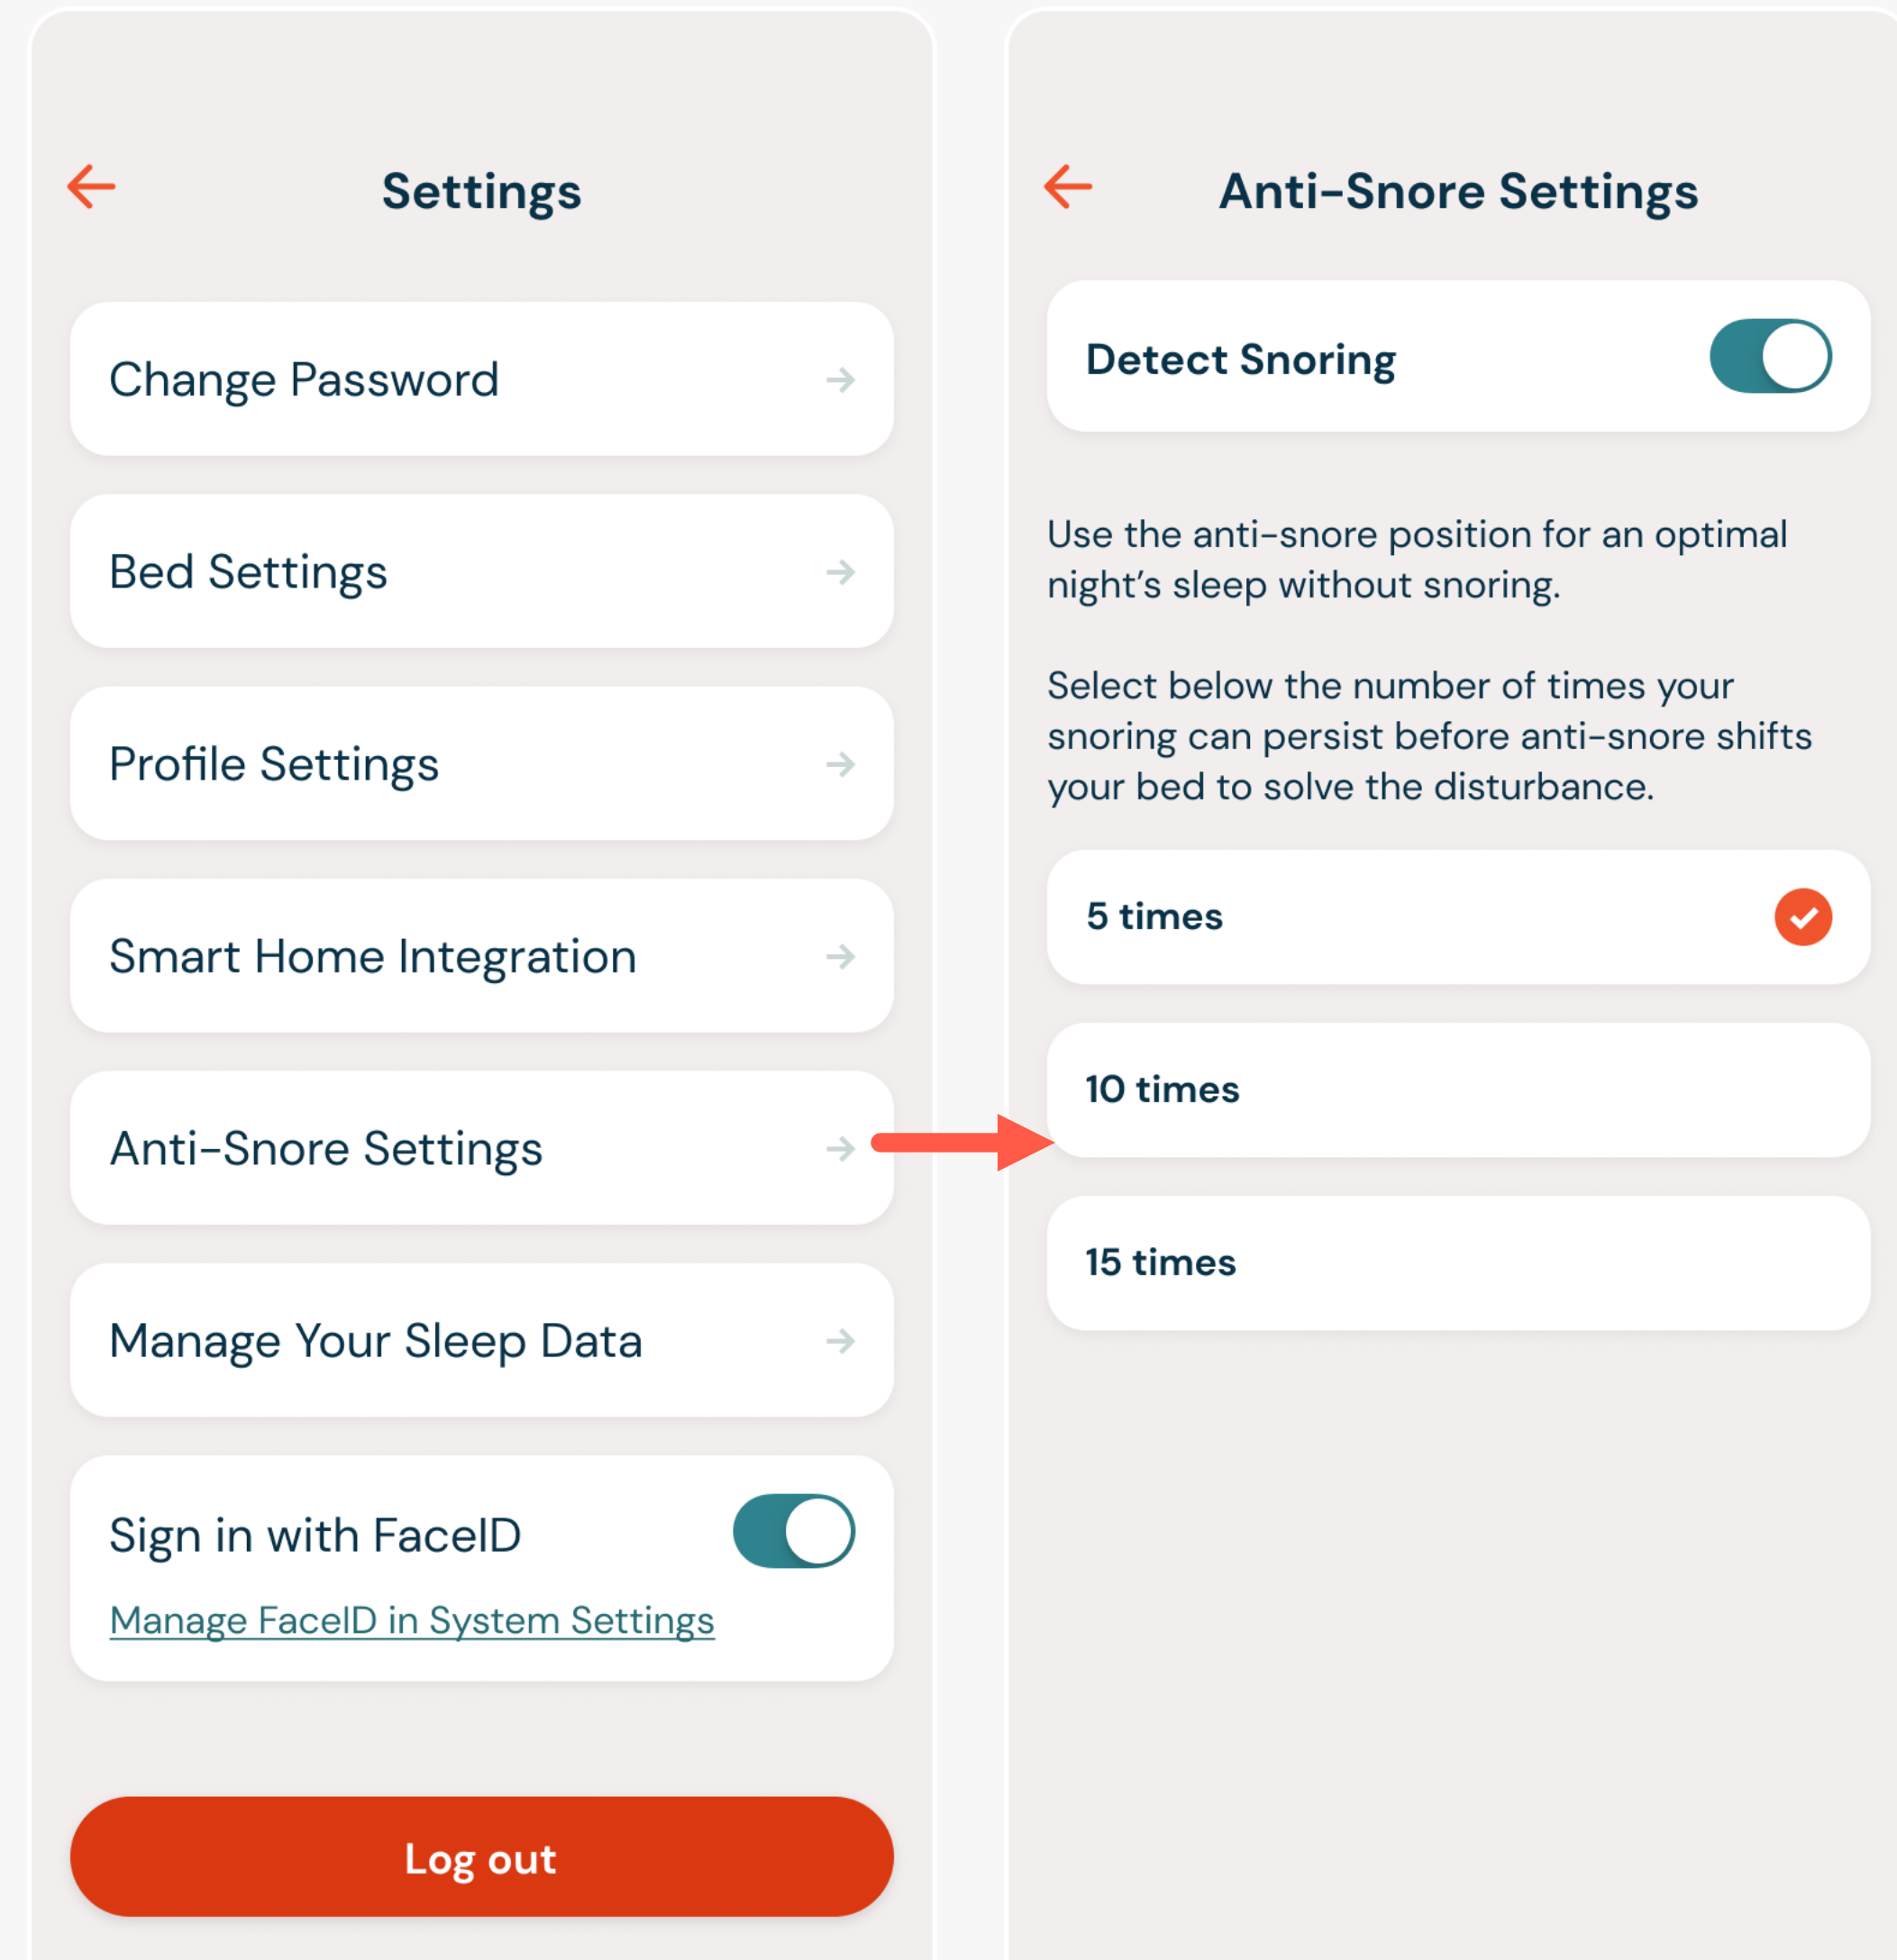 Settings
Change Password
Bed Settings
Profile Settings
Smart Home Integration
Anti-Snore Settings
Manage Your Sleep Data
Sign in with FaceID
Manage FaceID in System Settings
Log out
Anti-Snore Settings
Detect Snoring
Use the anti-snore position for an optimal
night’s sleep without snoring.
Select below the number of times your
snoring can persist before anti-snore shifts
your bed to solve the disturbance.
5 times
10 times
15 times